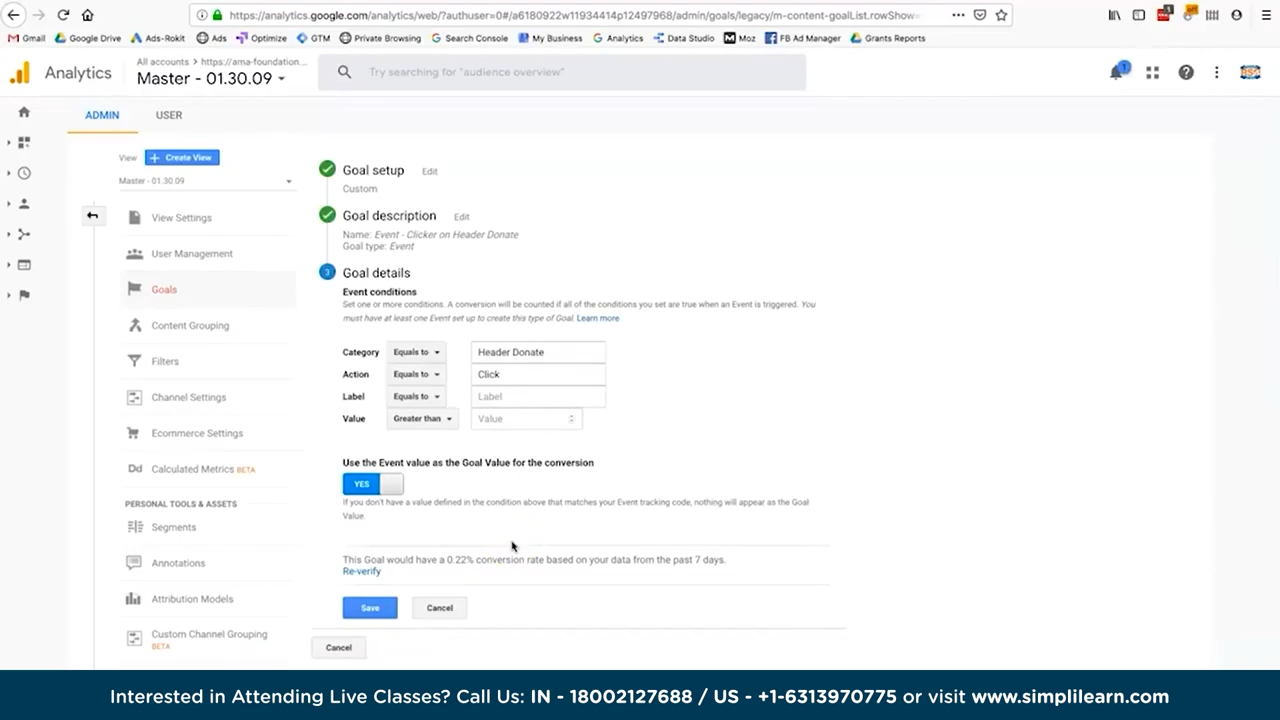 https://analytics.google.com/analytics/web/?authuser=0#/a6180922w11934414p12497968/admin/goals/legacy/m-content-goalList.rowShow=
Gmail Google Drive Ads-Rokit Ads Optimize GTM Private Browsing Search Console My Business Analytics Data Studio Moz FB Ad Manager Grants Reports
Analytics
All accounts > https://ama-foundation...
Master - 01.30.09
Try searching for "audience overview"
1
ADMIN USER
View + Create View
Master - 01.30.09
View Settings
User Management
Goals
Content Grouping
Filters
Channel Settings
Ecommerce Settings
Dd Calculated Metrics BETA
PERSONAL TOOLS & ASSETS
Segments
Annotations
Attribution Models
Custom Channel Grouping
BETA
Goal setup Edit
Custom
Goal description Edit
Name: Event - Clicker on Header Donate
Goal type: Event
3 Goal details
Event conditions
Set one or more conditions. A conversion will be counted if all of the conditions you set are true when an Event is triggered. You
must have at least one Event set up to create this type of Goal. Learn more
Category Equals to Header Donate
Action Equals to Click
Label Equals to Label
Value Greater than Value
Use the Event value as the Goal Value for the conversion
YES
If you don't have a value defined in the condition above that matches your Event tracking code, nothing will appear as the Goal
Value.
This Goal would have a 0.22% conversion rate based on your data from the past 7 days.
Re-verify
Save Cancel
Cancel
Interested in Attending Live Classes? Call Us: IN - 18002127688 / US - +1-6313970775 or visit www.simplilearn.com